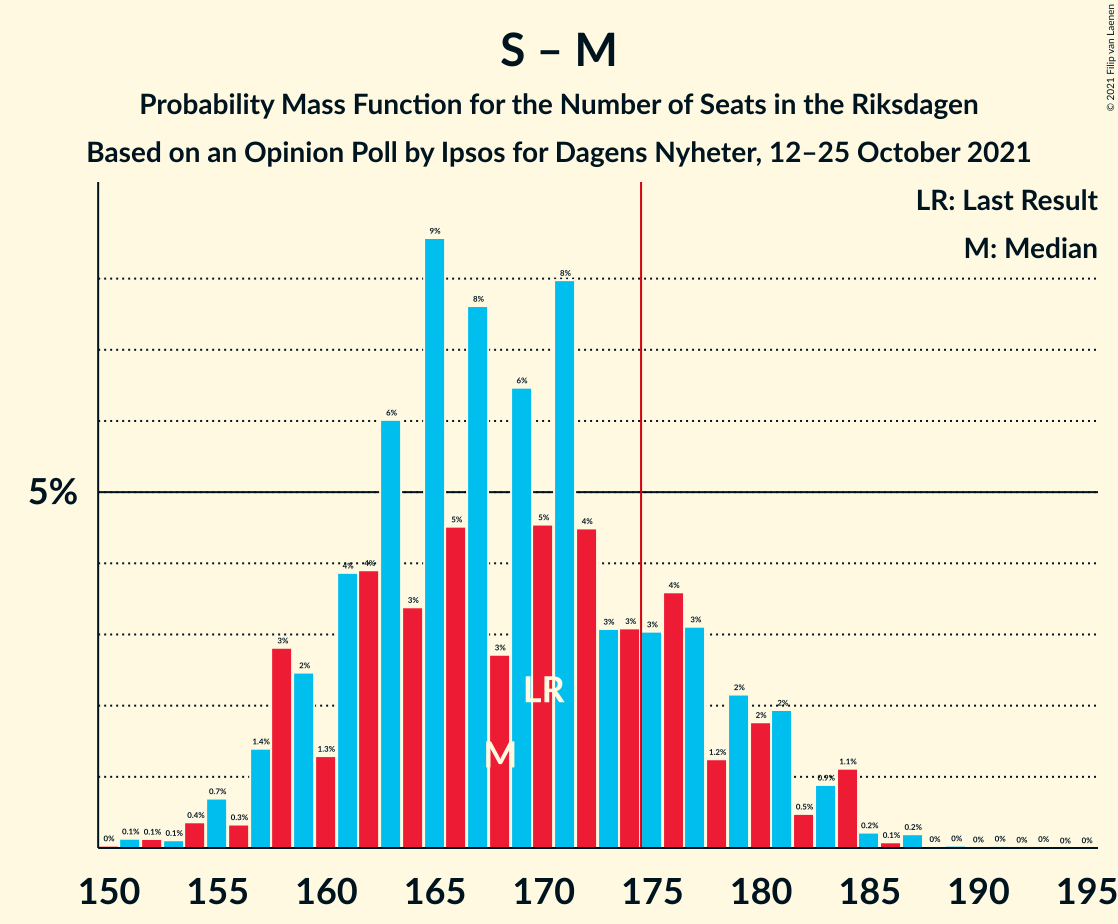 S – M
Probability Mass Function for the Number of Seats in the Riksdagen
Based on an Opinion Poll by Ipsos for Dagens Nyheter, 12–25 October 2021
© 2021 Filip van Laenen
LR: Last Result
M: Median
5%
0% 0.1% 0.1% 0.1% 0.4% 0.7% 0.3% 1.4% 3% 2% 1.3% 4% 4% 6% 3% 9% 5% 8% 3% 6% 5% 8% 4% 3% 3% 3% 4% 3% 1.2% 2% 2% 2% 0.5% 0.9% 1.1% 0.2% 0.1% 0.2% 0% 0% 0% 0% 0% 0% 0% 0%
LR
M
150 155 160 165 170 175 180 185 190 195